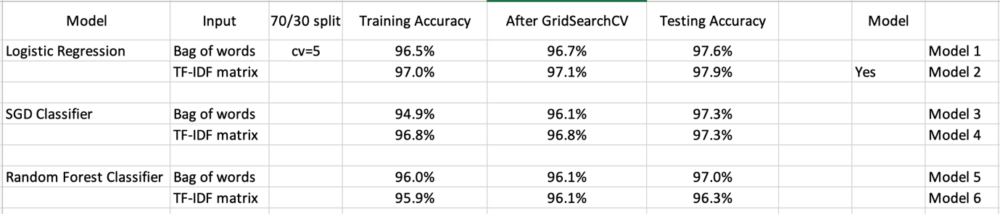 Model Input 70/30 split Training Accuracy After GridSearchCV Testing Accuracy Model
Logistic Regression Bag of words cv=5 96.5% 96.7% 97.6% Model 1
TF-IDF matrix 97.0% 97.1% 97.9% Yes Model 2
SGD Classifier Bag of words 94.9% 96.1% 97.3% Model 3
TF-IDF matrix 96.8% 96.8% 97.3% Model 4
Random Forest Classifier Bag of words 96.0% 96.1% 97.0% Model 5
TF-IDF matrix 95.9% 96.1% 96.3% Model 6